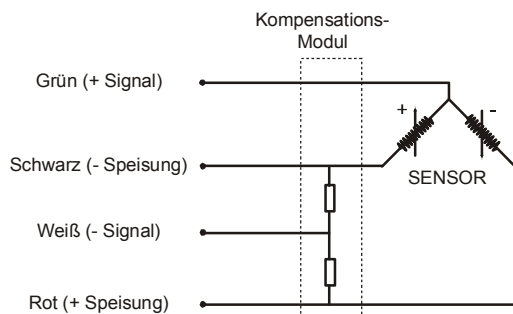 Kompensations-
Modul
Grün (+ Signal)
+
-
Schwarz (- Speisung)
SENSOR
Weiß (- Signal)
Rot (+ Speisung)